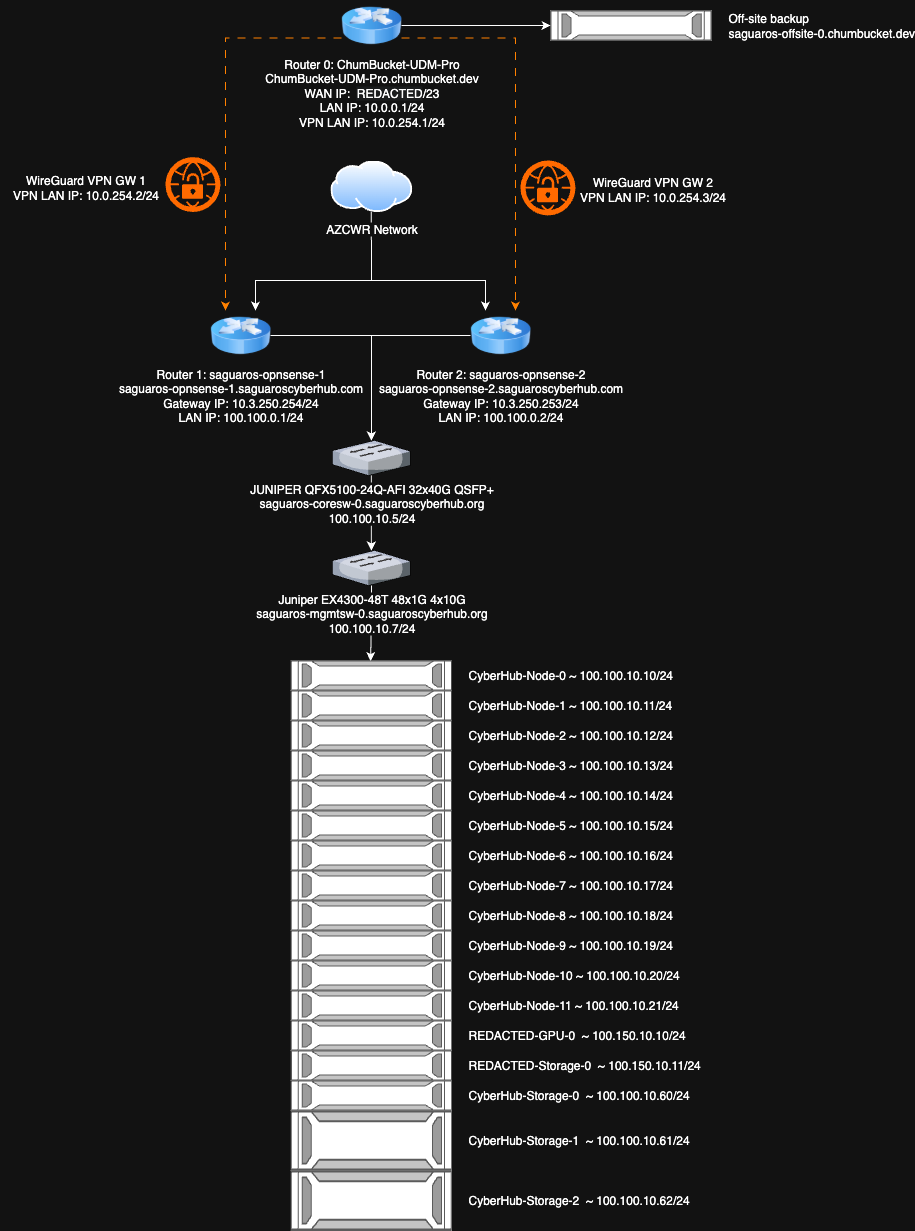 Off-site backup
saguaros-offsite-0.chumbucket.dev
Router 0: ChumBucket-UDM-Pro
ChumBucket-UDM-Pro.chumbucket.dev
WAN IP: REDACTED/23
LAN IP: 10.0.0.1/24
VPN LAN IP: 10.0.254.1/24
WireGuard VPN GW 1
VPN LAN IP: 10.0.254.2/24
WireGuard VPN GW 2
VPN LAN IP: 10.0.254.3/24
AZCWR Network
Router 1: saguaros-opnsense-1
saguaros-opnsense-1.saguaroscyberhub.com
Gateway IP: 10.3.250.254/24
LAN IP: 100.100.0.1/24
Router 2: saguaros-opnsense-2
saguaros-opnsense-2.saguaroscyberhub.com
Gateway IP: 10.3.250.253/24
LAN IP: 100.100.0.2/24
JUNIPER QFX5100-24Q-AFI 32x40G QSFP+
saguaros-coresw-0.saguaroscyberhub.org
100.100.10.5/24
Juniper EX4300-48T 48x1G 4x10G
saguaros-mgmtsw-0.saguaroscyberhub.org
100.100.10.7/24
CyberHub-Node-0 ~ 100.100.10.10/24
CyberHub-Node-1 ~ 100.100.10.11/24
CyberHub-Node-2 ~ 100.100.10.12/24
CyberHub-Node-3 ~ 100.100.10.13/24
CyberHub-Node-4 ~ 100.100.10.14/24
CyberHub-Node-5 ~ 100.100.10.15/24
CyberHub-Node-6 ~ 100.100.10.16/24
CyberHub-Node-7 ~ 100.100.10.17/24
CyberHub-Node-8 ~ 100.100.10.18/24
CyberHub-Node-9 ~ 100.100.10.19/24
CyberHub-Node-10 ~ 100.100.10.20/24
CyberHub-Node-11 ~ 100.100.10.21/24
REDACTED-GPU-0 ~ 100.150.10.10/24
REDACTED-Storage-0 ~ 100.150.10.11/24
CyberHub-Storage-0 ~ 100.100.10.60/24
CyberHub-Storage-1 ~ 100.100.10.61/24
CyberHub-Storage-2 ~ 100.100.10.62/24